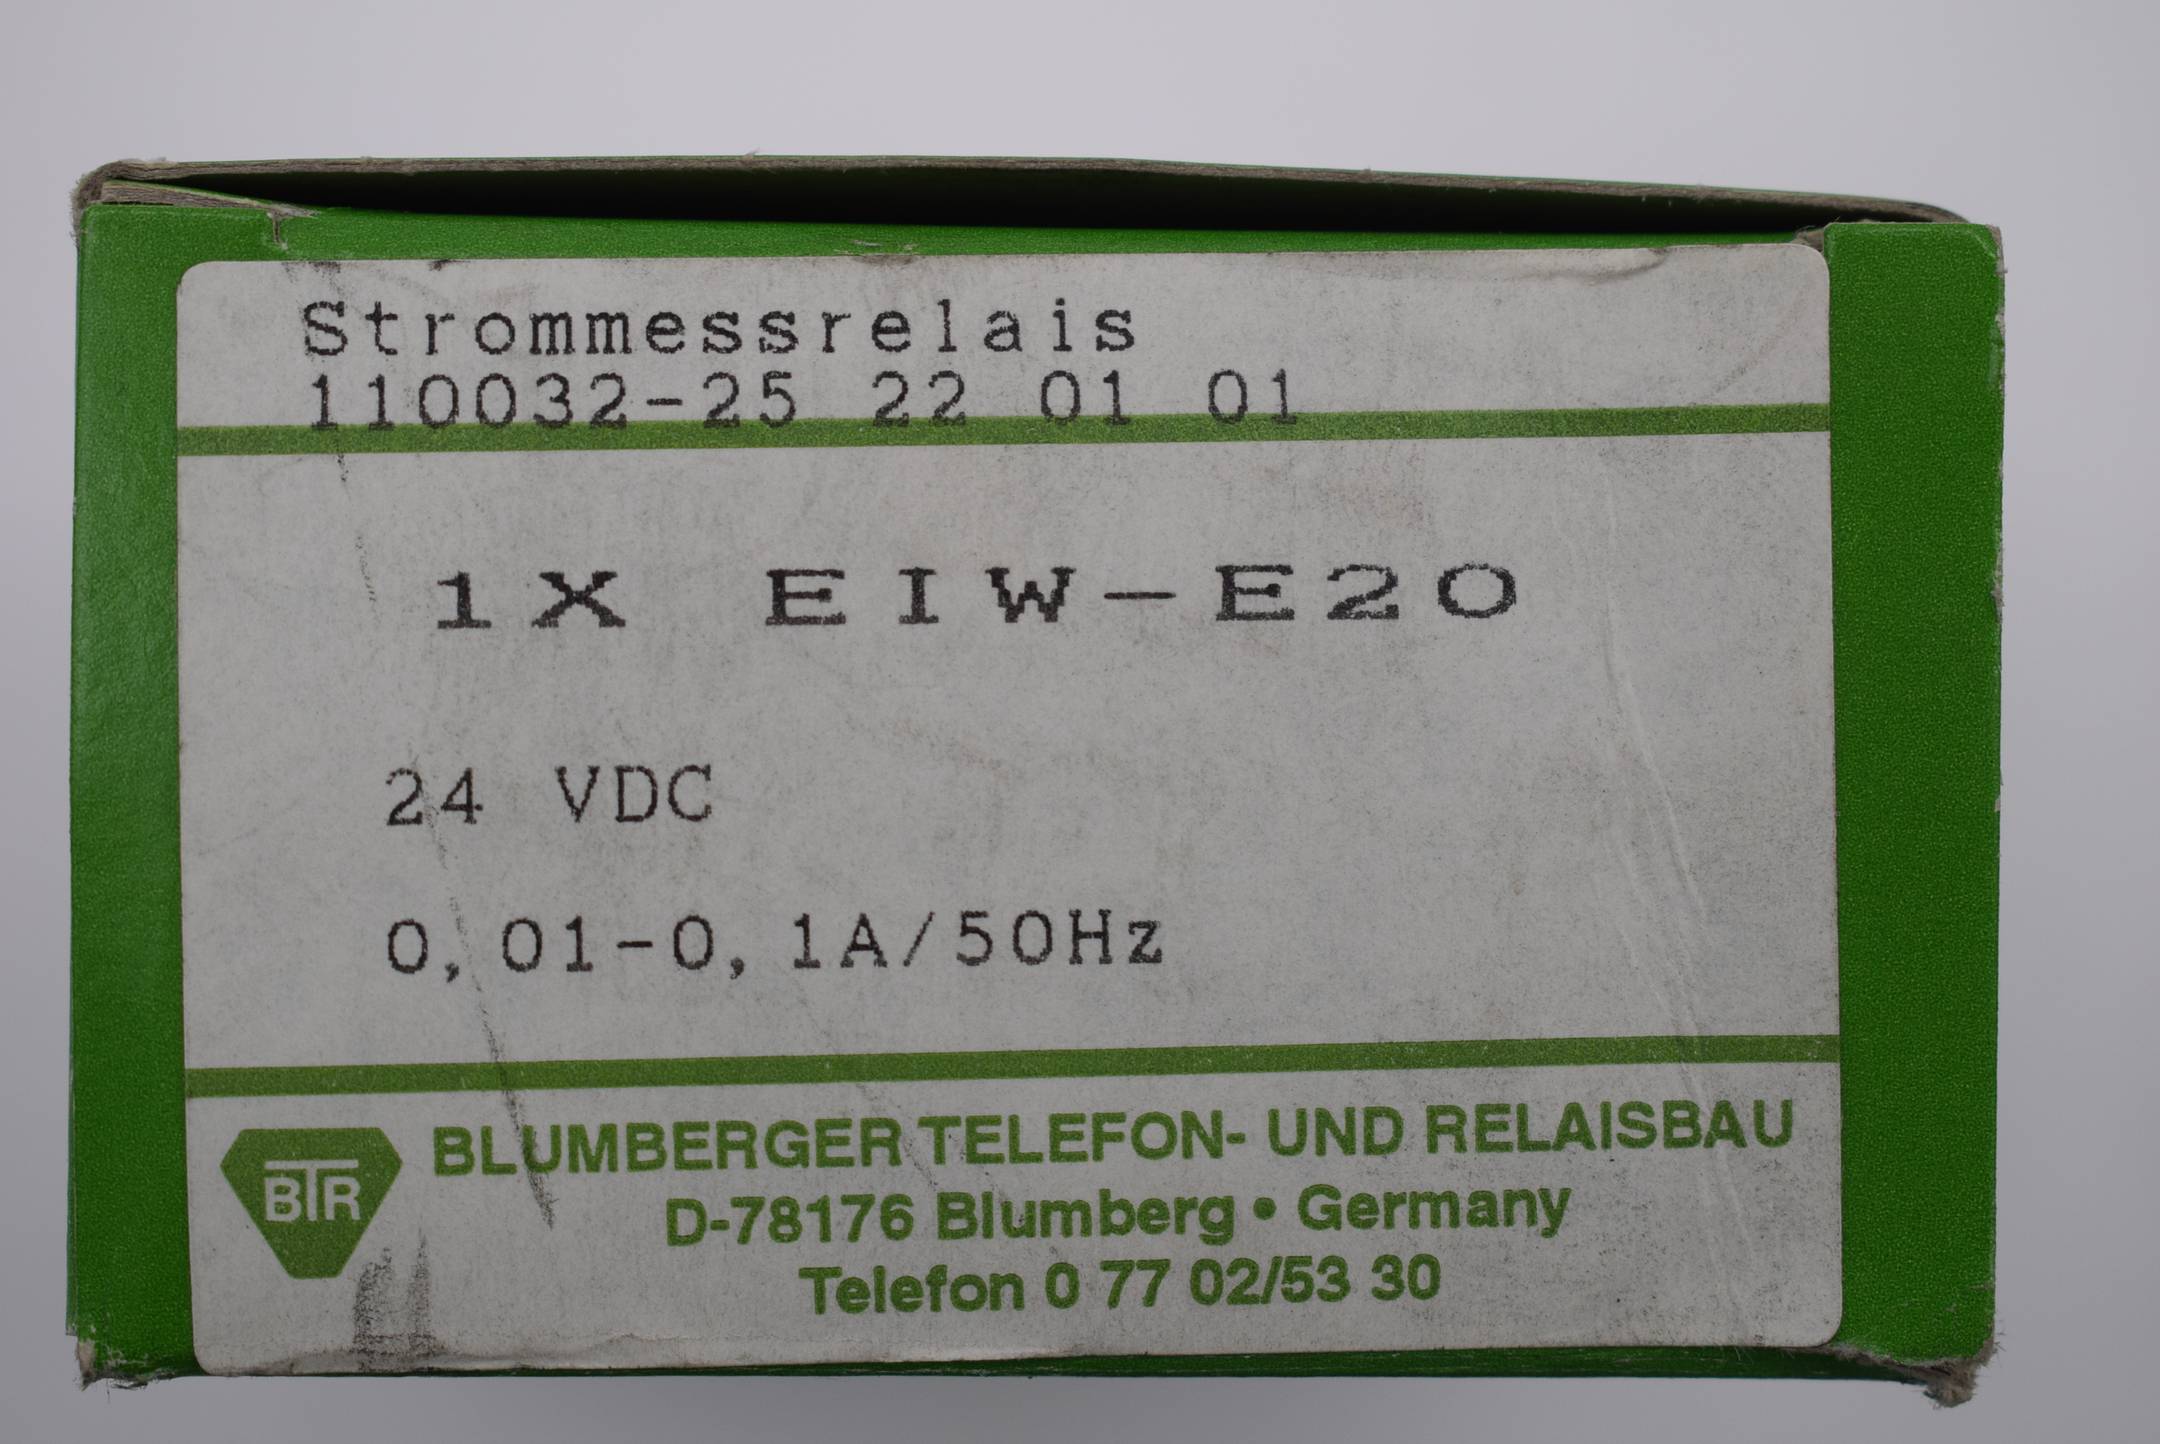 Strommessrelais
110032-25 22 01 01
1X EIW-E20
24 VDC
0,01-0,1A/50Hz
BTR
BLUMBERGER TELEFON- UND RELAISBAU
D-78176 Blumberg • Germany
Telefon 0 77 02/53 30